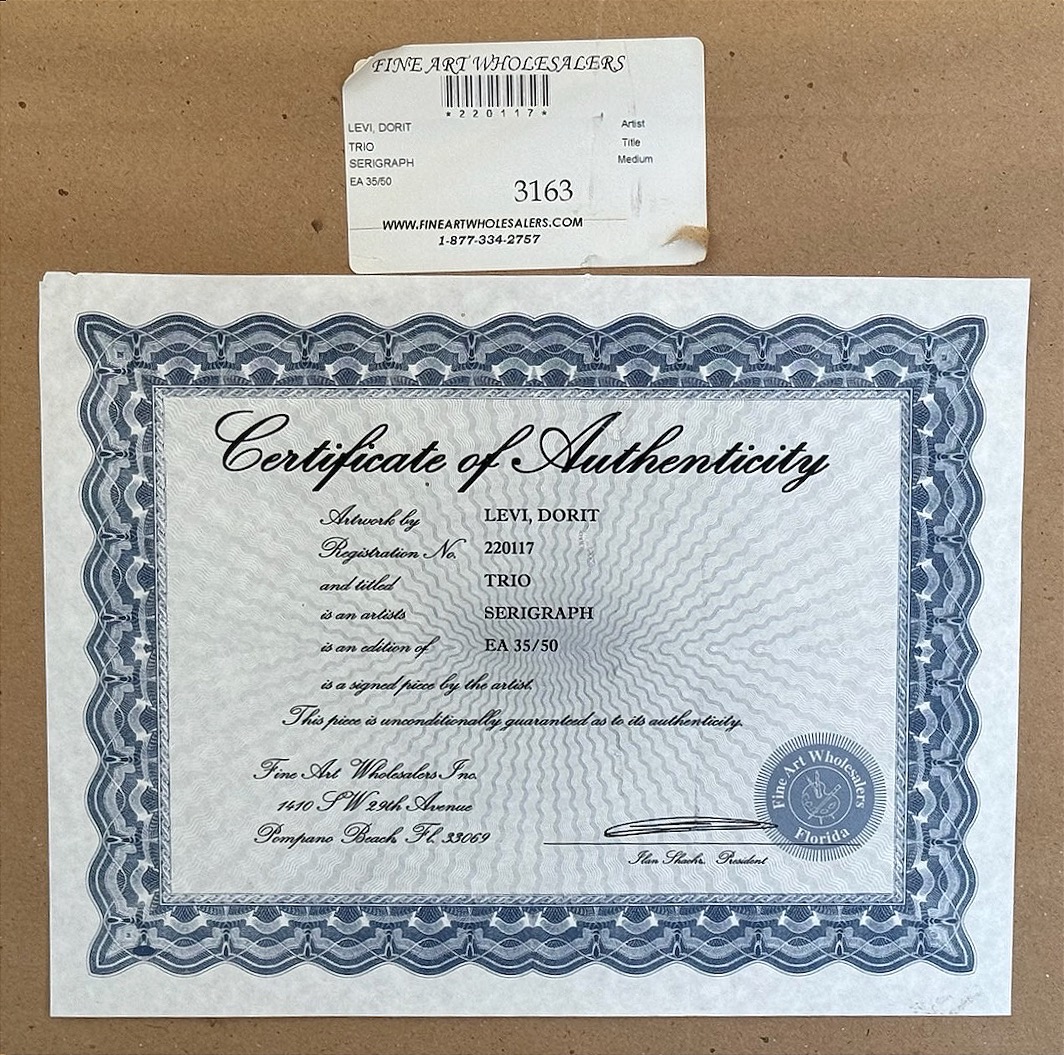 FINE ART WHOLESALERS
*220117*
LEVI, DORIT Artist
TRIO Title
SERIGRAPH Medium
EA 35/50
3163
WWW.FINEARTWHOLESALERS.COM
1-877-334-2757
Certificate of Authenticity
Artwork by LEVI, DORIT
Registration No. 220117
and titled TRIO
is an artists SERIGRAPH
is an edition of EA 35/50
is a signed piece by the artist.
This piece is unconditionally guaranteed as to its authenticity.
Fine Art Wholesalers Inc.
1410 SW 29th Avenue
Pompano Beach, Fl. 33069
Fine Art Wholesalers
Florida
Ilan President